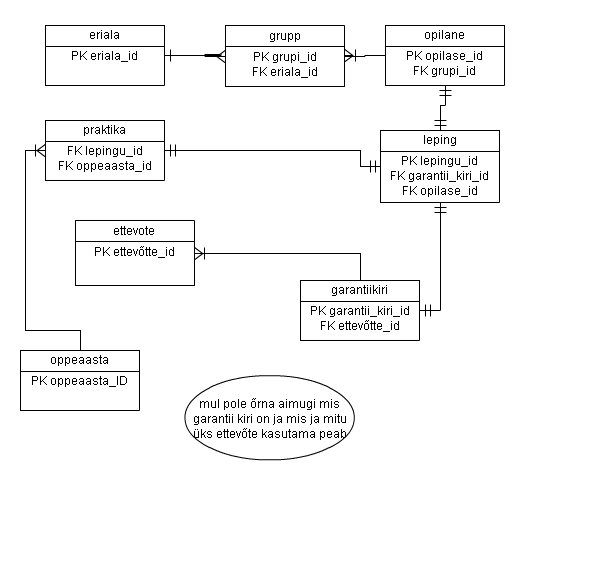 eriala
PK eriala_id
grupp
PK grupi_id
FK eriala_id
opilane
PK opilase_id
FK grupi_id
praktika
FK lepingu_id
FK oppeaasta_id
leping
PK lepingu_id
FK garantii_kiri_id
FK opilase_id
ettevote
PK ettevõtte_id
garantiikiri
PK garantii_kiri_id
FK ettevõtte_id
oppeaasta
PK oppeaasta_ID
mul pole õrna aimugi mis
garantii kiri on ja mis ja mitu
üks ettevõte kasutama peab